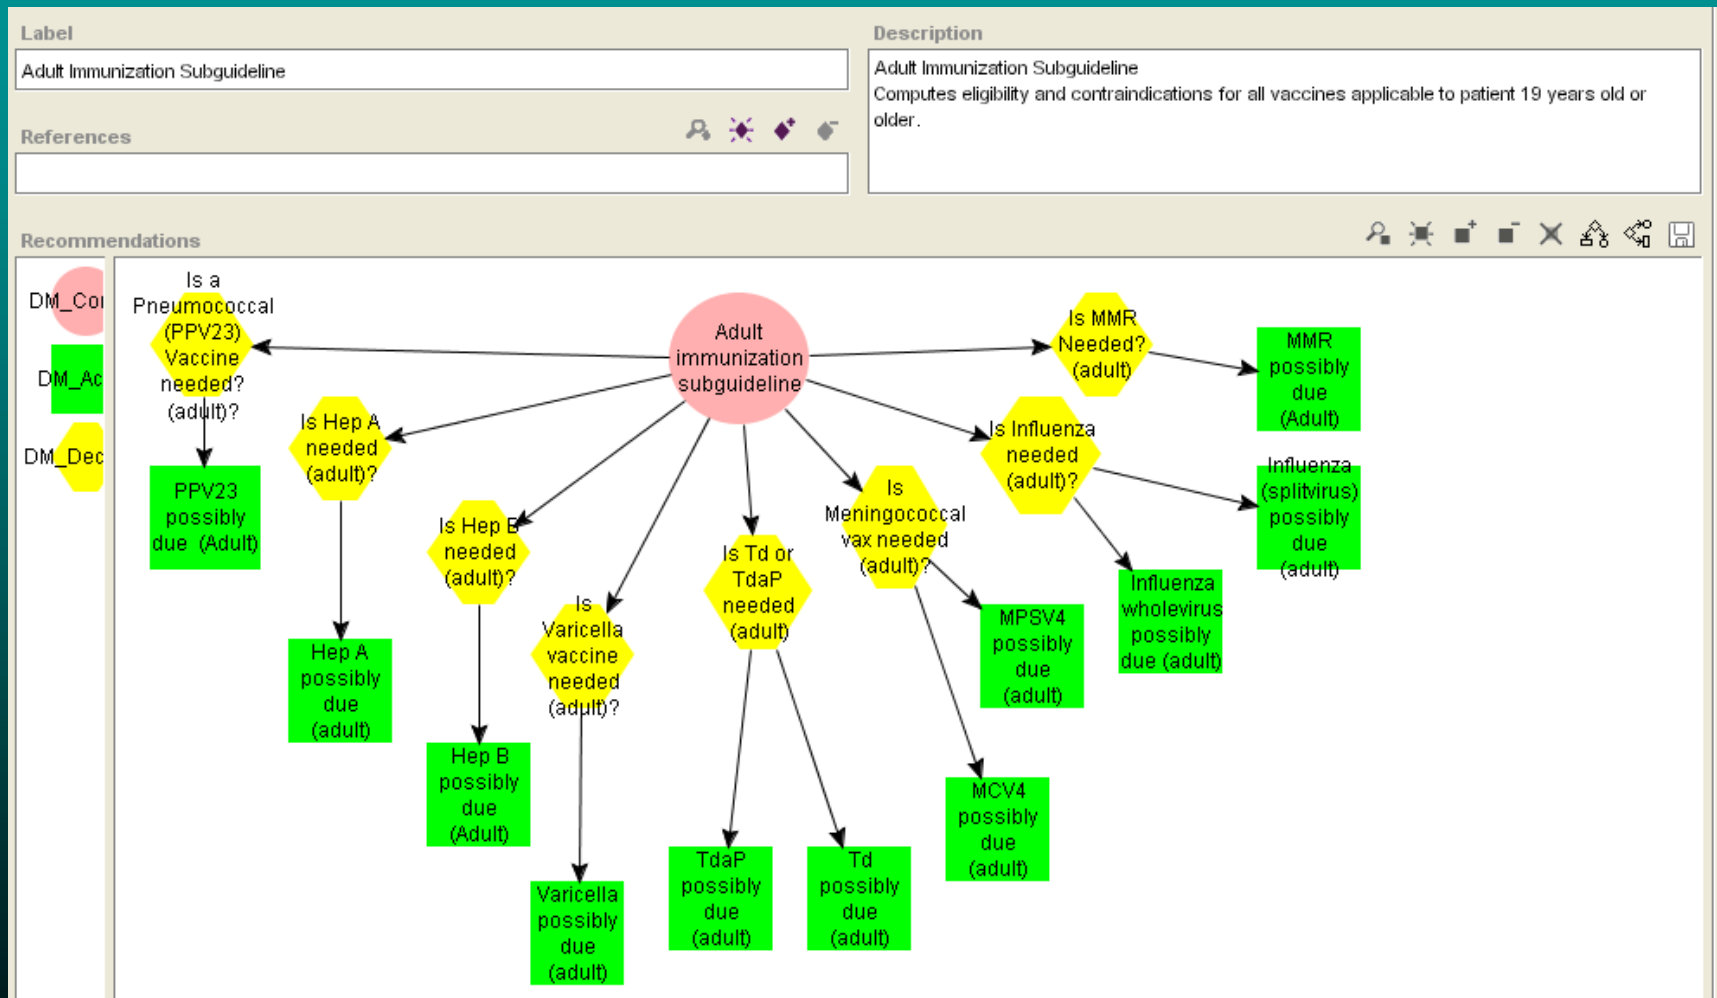 Label
Adult Immunization Subguideline
Description
Adult Immunization Subguideline
Computes eligibility and contraindications for all vaccines applicable to patient 19 years old or
older.
References
Recommendations
DM_Cor
DM_Ac
DM_Dec
Is a
Pneumococcal
(PPV23)
Vaccine
needed?
(adult)?
PPV23
possibly
due (Adult)
Is Hep A
needed
(adult)?
Hep A
possibly
due
(adult)
Is Hep B
needed
(adult)?
Hep B
possibly
due
(Adult)
Is
Varicella
vaccine
needed
(adult)?
Varicella
possibly
due
(adult)
Adult
immunization
subguideline
Is Td or
TdaP
needed
(adult)
TdaP
possibly
due
(adult)
Td
possibly
due
(adult)
Is
Meningococcal
vax needed
(adult)?
MPSV4
possibly
due
(adult)
MCV4
possibly
due
(adult)
Is Influenza
needed
(adult)?
Influenza
wholevirus
possibly
due (adult)
Influenza
(splitvirus)
possibly
due
(adult)
Is MMR
Needed?
(adult)
MMR
possibly
due
(Adult)